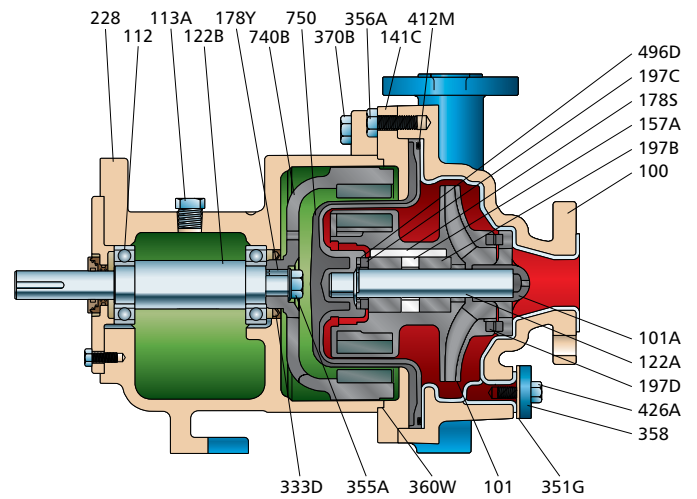 228 113A 178Y 750 356A 412M
112 122B 740B 370B 141C
496D
197C
178S
157A
197B
100
101A
122A
197D
426A
358
333D 355A 360W 101 351G